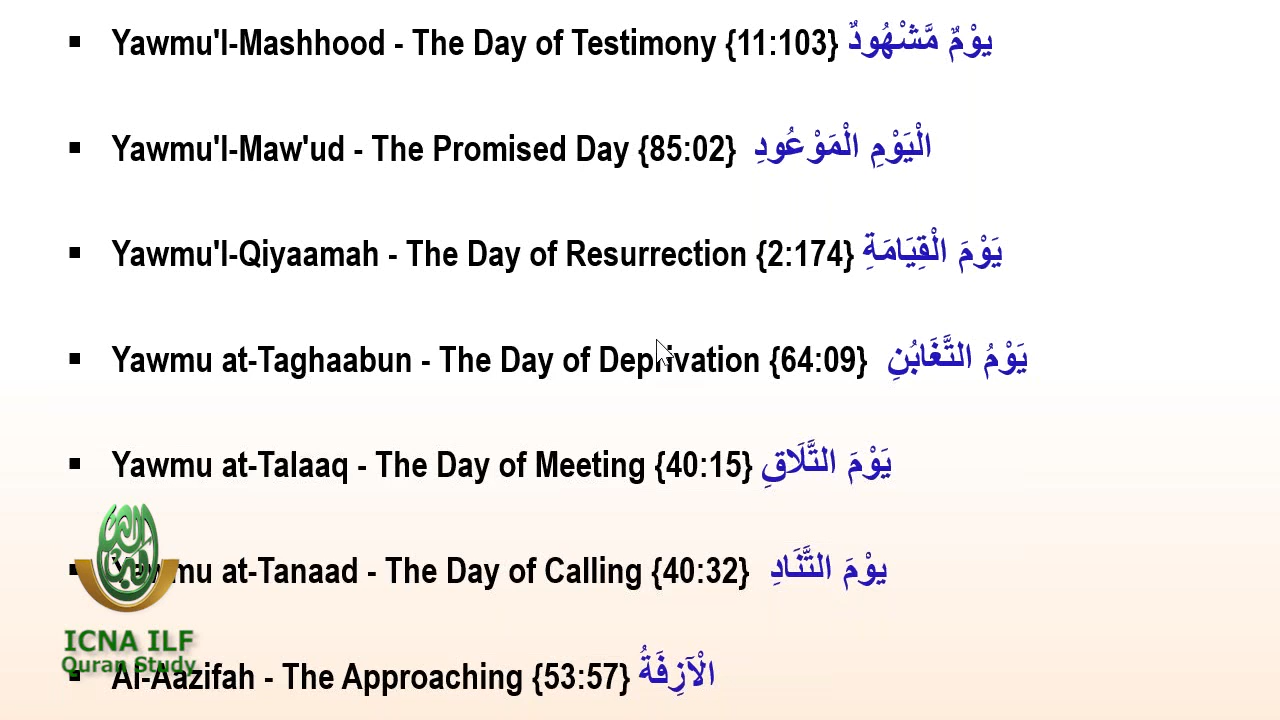 ▪ Yawmu'l-Mashhood - The Day of Testimony {11:103} يوْمٌ مَّشْهُودٌ
▪ Yawmu'l-Maw'ud - The Promised Day {85:02} الْيَوْمِ الْمَوْعُودِ
▪ Yawmu'l-Qiyaamah - The Day of Resurrection {2:174} يَوْمَ الْقِيَامَةِ
▪ Yawmu at-Taghaabun - The Day of Deprivation {64:09} يَوْمُ التَّغَابُنِ
▪ Yawmu at-Talaaq - The Day of Meeting {40:15} يَوْمَ التَّلَاقِ
▪ Yawmu at-Tanaad - The Day of Calling {40:32} يوْمَ التَّنَادِ
ICNA ILF
Quran Study
▪ Al-Aazifah - The Approaching {53:57} الْآزِفَةُ